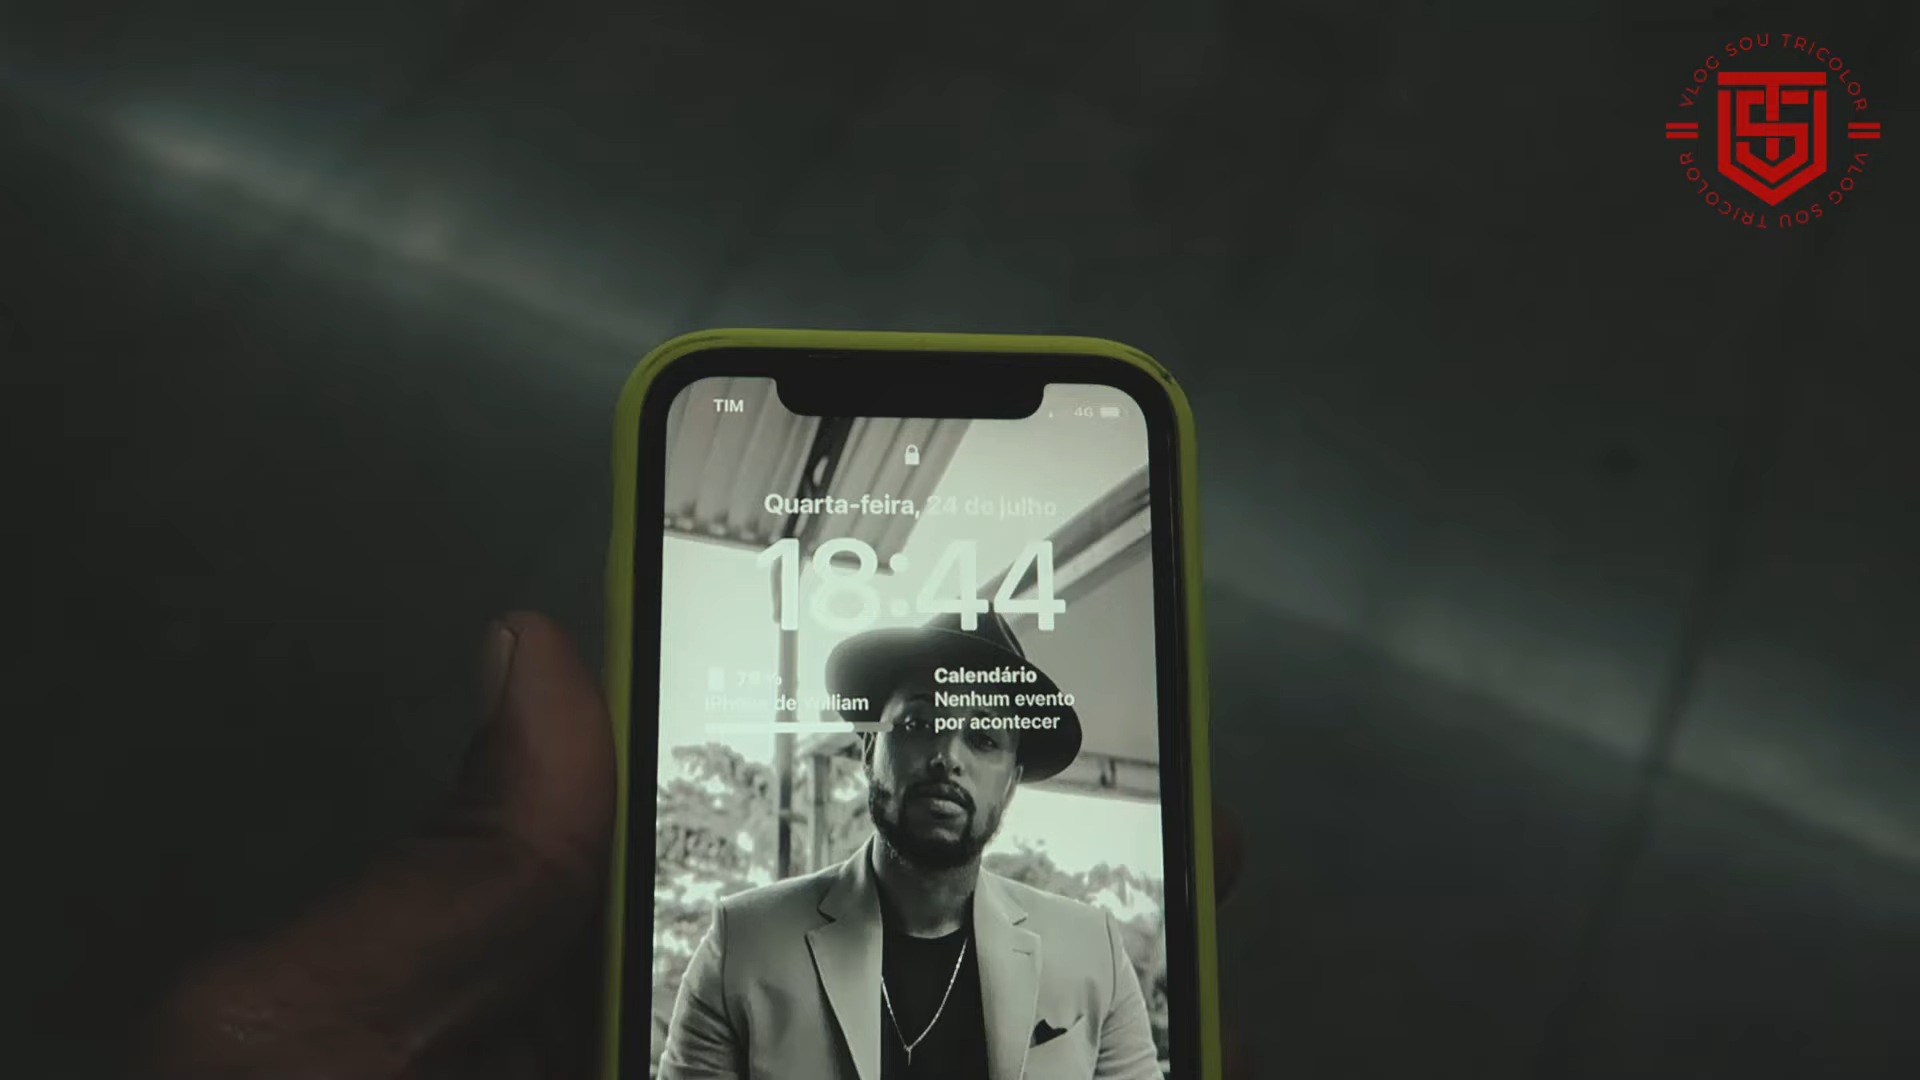 VLOG SOU TRICOLOR
VLOG SOU TRICOLOR
TIM
4G
Quarta-feira, 24 de julho
18:44
iPhone de William
Calendário
Nenhum evento
por acontecer